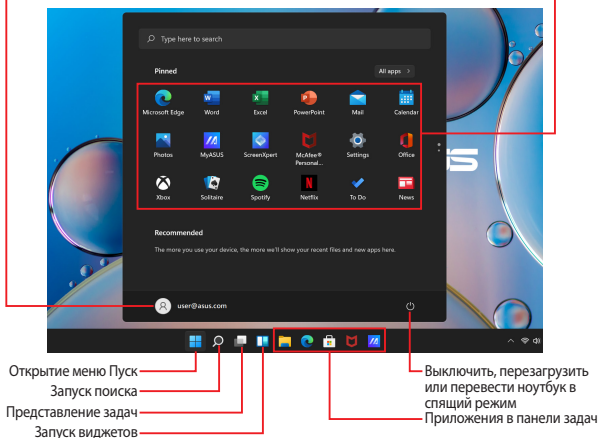 Type here to search
Pinned
All apps >
Microsoft Edge Word Excel PowerPoint Mail Calendar
Photos MyASUS ScreenXpert McAfee® Personal... Settings Office
Xbox Solitaire Spotify Netflix To Do News
Recommended
The more you use your device, the more we'll show your recent files and new apps here.
user@asus.com
Открытие меню Пуск
Запуск поиска
Представление задач
Запуск виджетов
Выключить, перезагрузить
или перевести ноутбук в
спящий режим
Приложения в панели задач